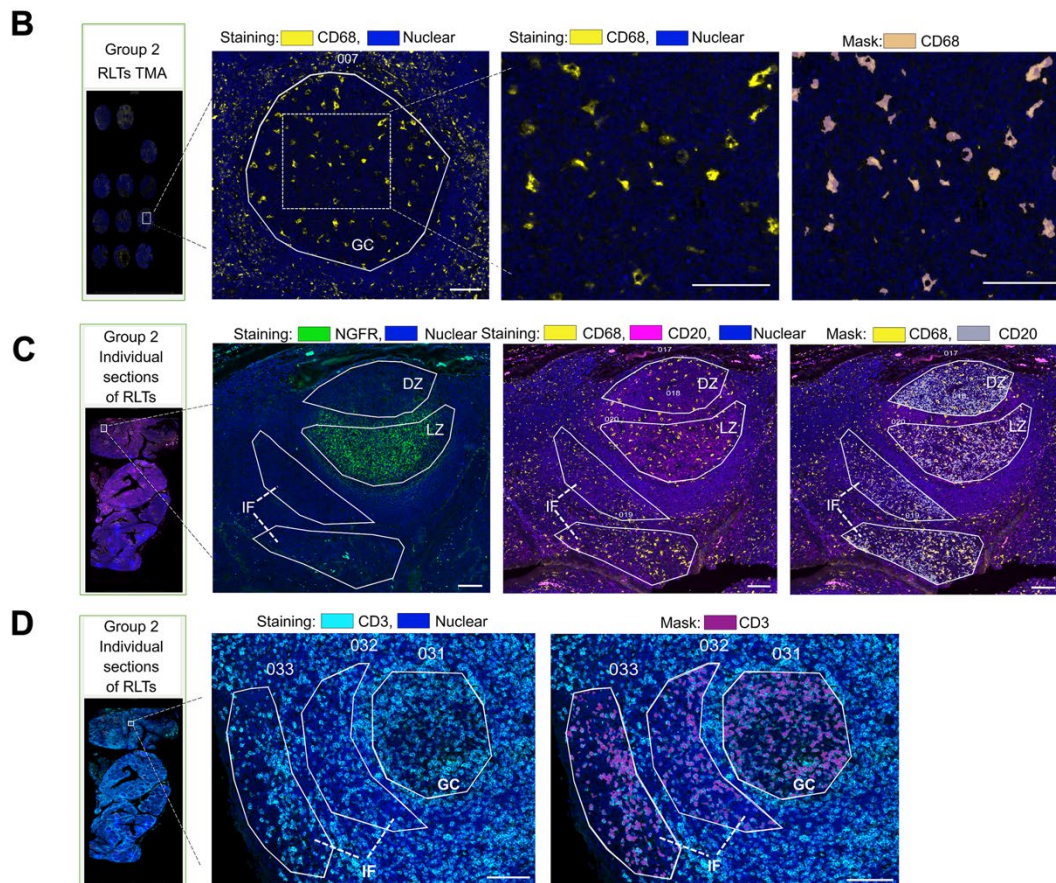 B
Group 2
RLTs TMA
Staining: CD68, Nuclear
007
GC
Staining: CD68, Nuclear
Mask: CD68
C
Group 2
Individual
sections
of RLTs
Staining: NGFR, Nuclear
DZ
LZ
IF
Staining: CD68, CD20, Nuclear
017
DZ
018
020
LZ
IF
019
Mask: CD68, CD20
017
DZ
020
LZ
IF
019
D
Group 2
Individual
sections
of RLTs
Staining: CD3, Nuclear
033
032
031
GC
IF
Mask: CD3
033
032
031
GC
IF